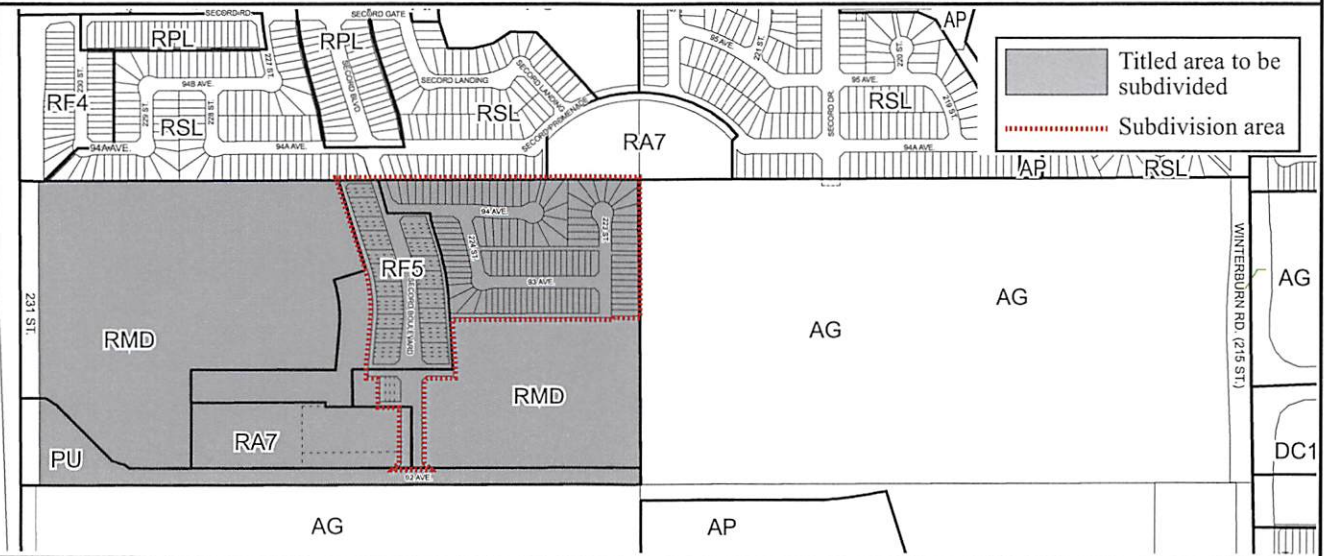 SECORD RD
SECORD GATE
AP
RPL
RPL
227 ST.
95 AVE.
221 ST.
220 ST.
Titled area to be
subdivided
Subdivision area
230 ST.
94B AVE.
SECORD BLVD
SECORD LANDING
SECORD LANDING
95 AVE.
RF4
229 ST.
RSL
228 ST.
RSL
SECORD DR.
RSL
219 ST.
94A AVE.
94A AVE.
SECORD PROMENADE
RA7
94A AVE.
AP
RSL
94 AVE.
222 ST.
224 ST.
RF5
93 AVE.
SECORD BOULEVARD
231 ST.
RMD
AG
AG
WINTERBURN RD. (215 ST.)
AG
RMD
RA7
PU
DC1
92 AVE.
AG
AP